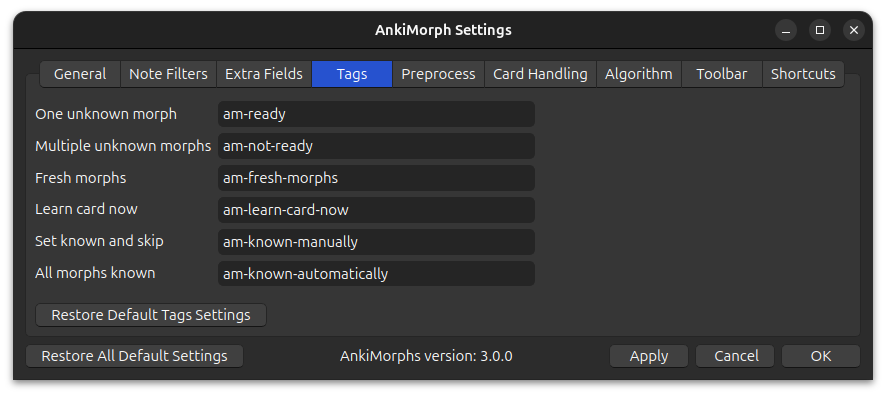 AnkiMorph Settings
General Note Filters Extra Fields Tags Preprocess Card Handling Algorithm Toolbar Shortcuts
One unknown morph am-ready
Multiple unknown morphs am-not-ready
Fresh morphs am-fresh-morphs
Learn card now am-learn-card-now
Set known and skip am-known-manually
All morphs known am-known-automatically
Restore Default Tags Settings
Restore All Default Settings AnkiMorphs version: 3.0.0 Apply Cancel OK